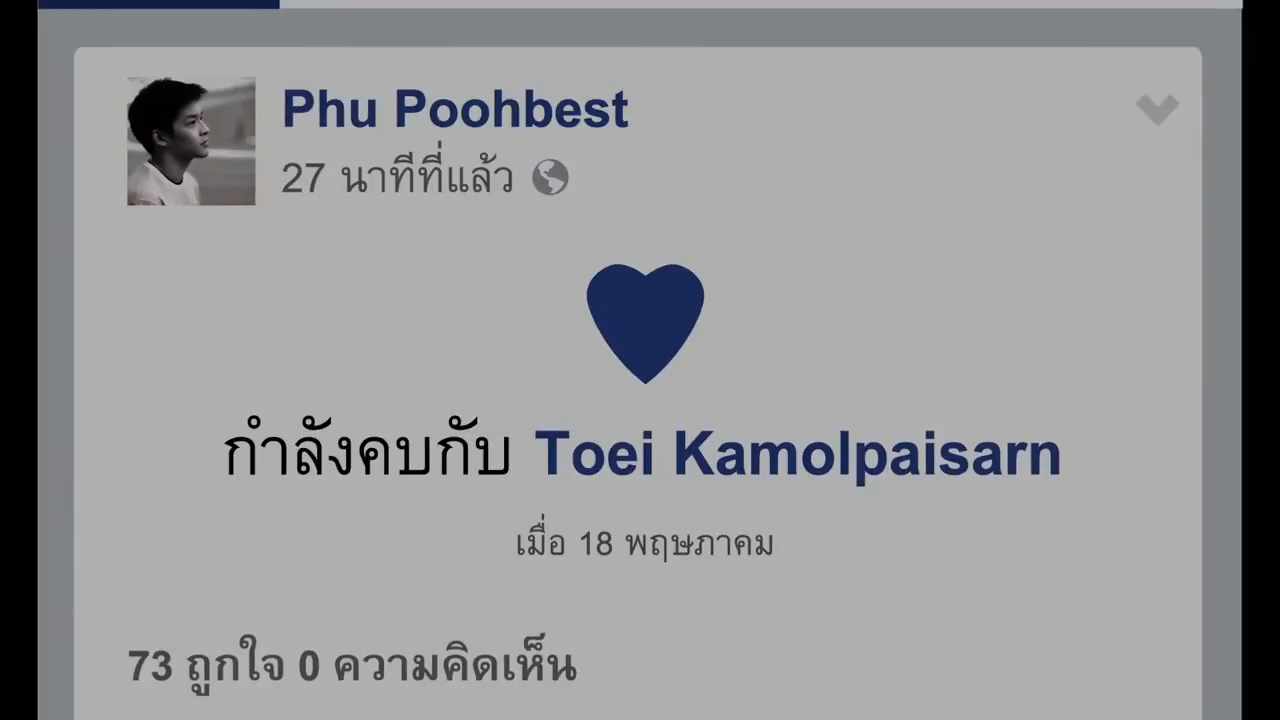 Phu Poohbest
27 นาทีที่แล้ว
กำลังคบกับ Toei Kamolpaisarn
เมื่อ 18 พฤษภาคม
73 ถูกใจ 0 ความคิดเห็น